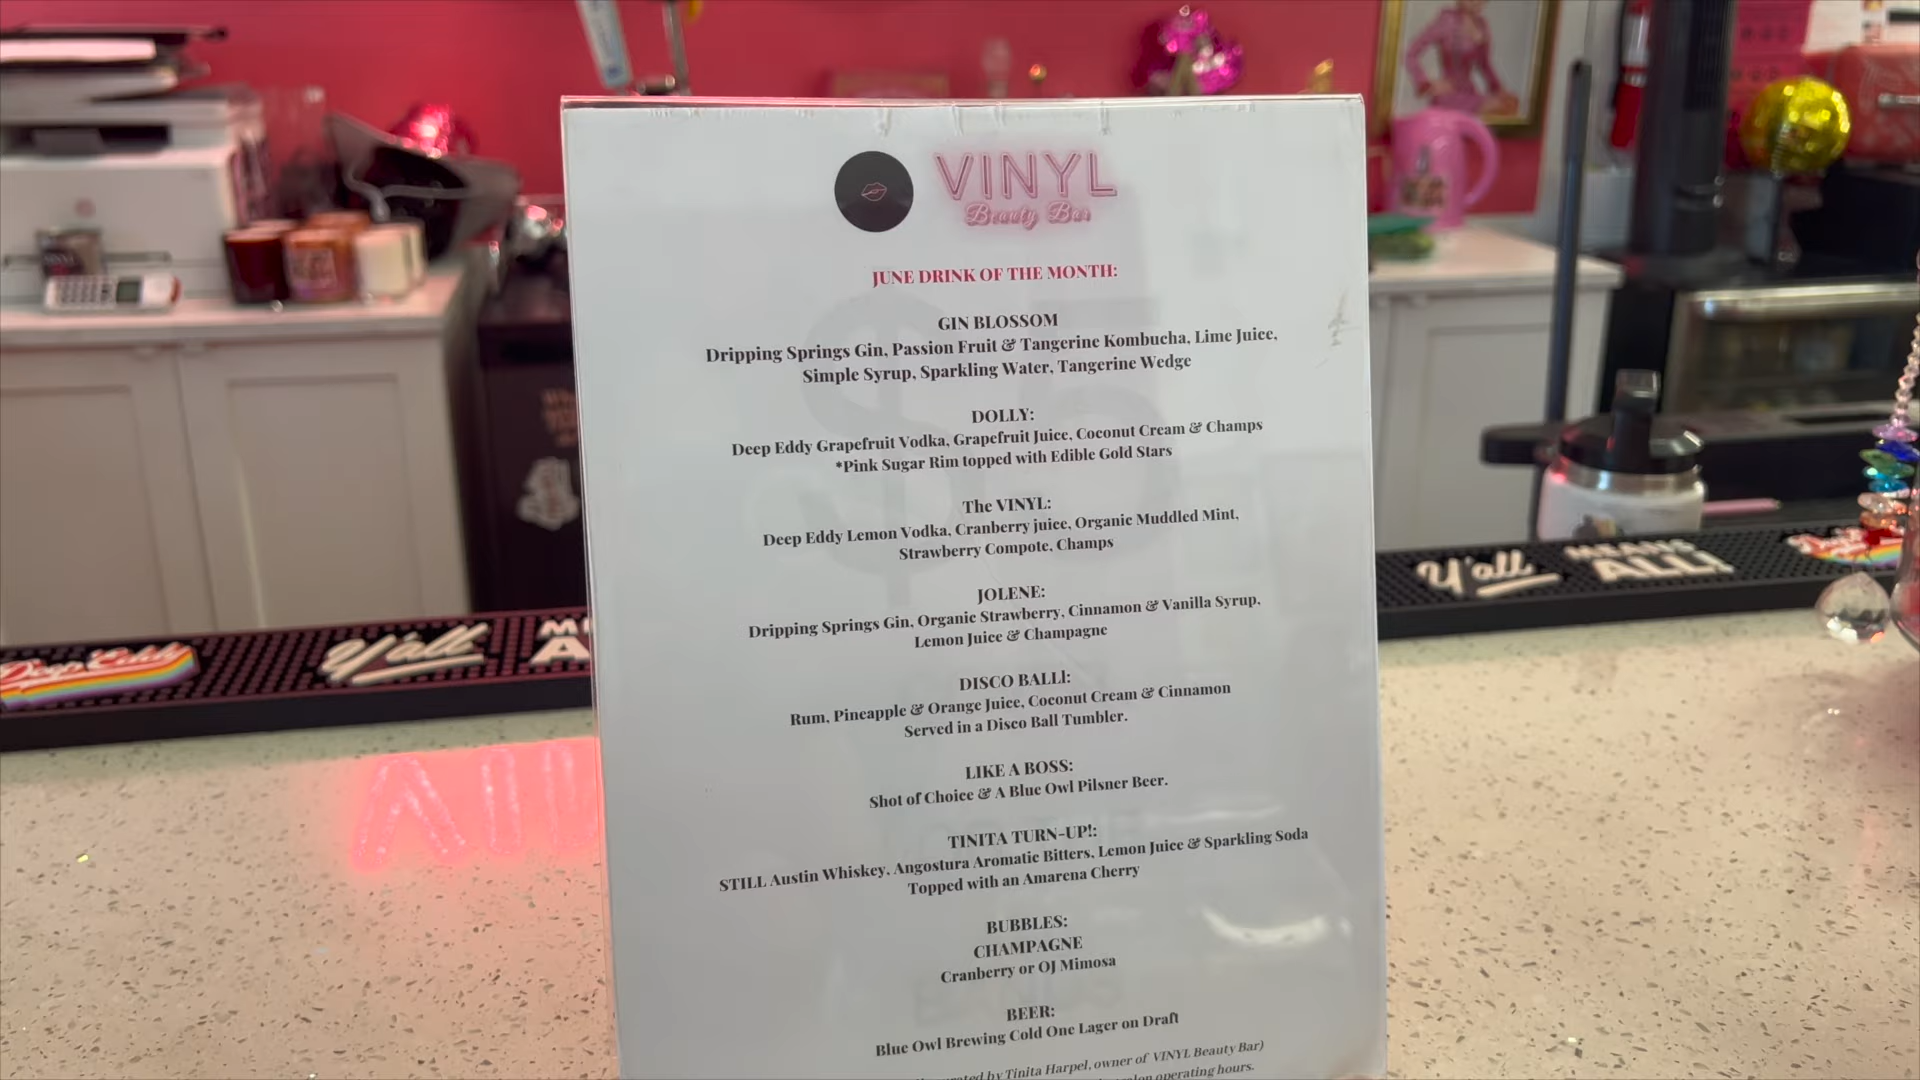 VINYL
Beauty Bar
JUNE DRINK OF THE MONTH:
GIN BLOSSOM
Dripping Springs Gin, Passion Fruit & Tangerine Kombucha, Lime Juice,
Simple Syrup, Sparkling Water, Tangerine Wedge
DOLLY:
Deep Eddy Grapefruit Vodka, Grapefruit Juice, Coconut Cream & Champs
*Pink Sugar Rim topped with Edible Gold Stars
The VINYL:
Deep Eddy Lemon Vodka, Cranberry juice, Organic Muddled Mint,
Strawberry Compote, Champs
JOLENE:
Dripping Springs Gin, Organic Strawberry, Cinnamon & Vanilla Syrup,
Lemon Juice & Champagne
DISCO BALLl:
Rum, Pineapple & Orange Juice, Coconut Cream & Cinnamon
Served in a Disco Ball Tumbler.
LIKE A BOSS:
Shot of Choice & A Blue Owl Pilsner Beer.
TINITA TURN-UP!:
STILL Austin Whiskey, Angostura Aromatic Bitters, Lemon Juice & Sparkling Soda
Topped with an Amarena Cherry
BUBBLES:
CHAMPAGNE
Cranberry or OJ Mimosa
BEER:
Blue Owl Brewing Cold One Lager on Draft
by Tinita Harpel, owner of VINYL Beauty Bar)
operating hours.
Deep Eddy
Y'all
Y'all
MEANS
ALL!